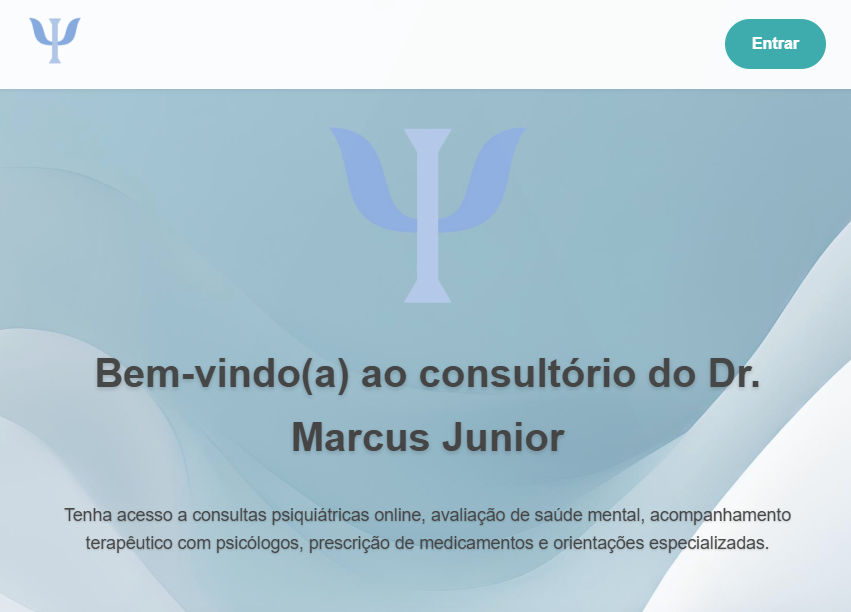 Entrar
Bem-vindo(a) ao consultório do Dr.
Marcus Junior
Tenha acesso a consultas psiquiátricas online, avaliação de saúde mental, acompanhamento
terapêutico com psicólogos, prescrição de medicamentos e orientações especializadas.